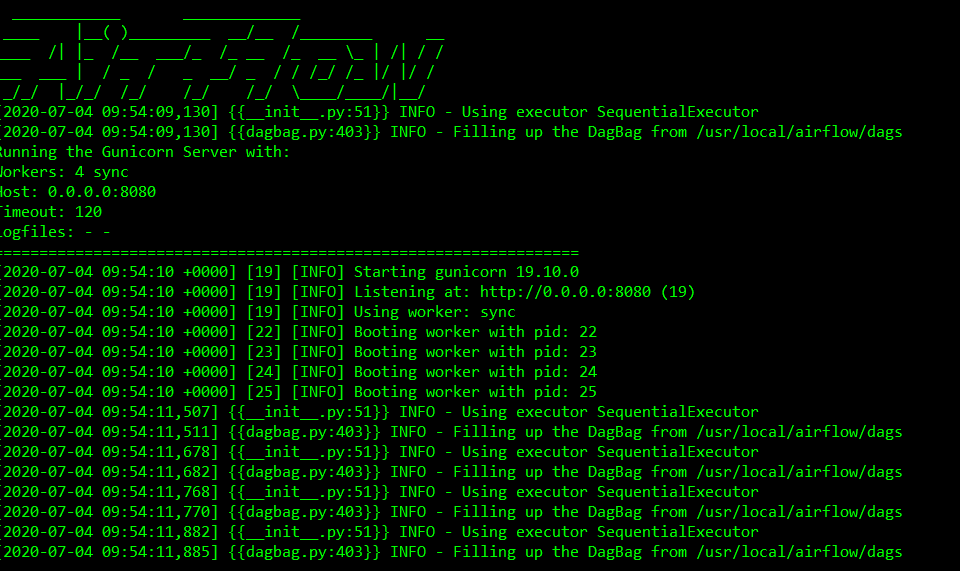 Airflow
[2020-07-04 09:54:09,130] {{__init__.py:51}} INFO - Using executor SequentialExecutor
[2020-07-04 09:54:09,130] {{dagbag.py:403}} INFO - Filling up the DagBag from /usr/local/airflow/dags
Running the Gunicorn Server with:
Workers: 4 sync
Host: 0.0.0.0:8080
Timeout: 120
Logfiles: - -
=================================================================
[2020-07-04 09:54:10 +0000] [19] [INFO] Starting gunicorn 19.10.0
[2020-07-04 09:54:10 +0000] [19] [INFO] Listening at: http://0.0.0.0:8080 (19)
[2020-07-04 09:54:10 +0000] [19] [INFO] Using worker: sync
[2020-07-04 09:54:10 +0000] [22] [INFO] Booting worker with pid: 22
[2020-07-04 09:54:10 +0000] [23] [INFO] Booting worker with pid: 23
[2020-07-04 09:54:10 +0000] [24] [INFO] Booting worker with pid: 24
[2020-07-04 09:54:10 +0000] [25] [INFO] Booting worker with pid: 25
[2020-07-04 09:54:11,507] {{__init__.py:51}} INFO - Using executor SequentialExecutor
[2020-07-04 09:54:11,511] {{dagbag.py:403}} INFO - Filling up the DagBag from /usr/local/airflow/dags
[2020-07-04 09:54:11,678] {{__init__.py:51}} INFO - Using executor SequentialExecutor
[2020-07-04 09:54:11,682] {{dagbag.py:403}} INFO - Filling up the DagBag from /usr/local/airflow/dags
[2020-07-04 09:54:11,768] {{__init__.py:51}} INFO - Using executor SequentialExecutor
[2020-07-04 09:54:11,770] {{dagbag.py:403}} INFO - Filling up the DagBag from /usr/local/airflow/dags
[2020-07-04 09:54:11,882] {{__init__.py:51}} INFO - Using executor SequentialExecutor
[2020-07-04 09:54:11,885] {{dagbag.py:403}} INFO - Filling up the DagBag from /usr/local/airflow/dags